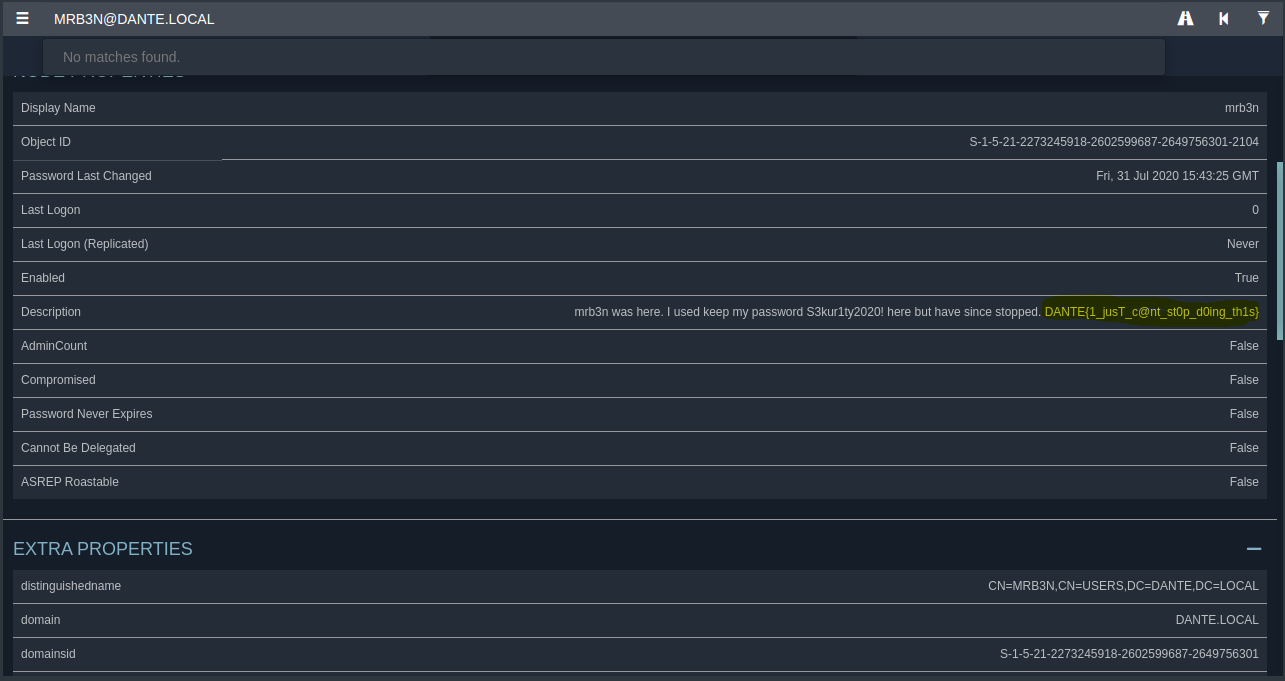 MRB3N@DANTE.LOCAL
No matches found.
NODE PROPERTIES
Display Name mrb3n
Object ID S-1-5-21-2273245918-2602599687-2649756301-2104
Password Last Changed Fri, 31 Jul 2020 15:43:25 GMT
Last Logon 0
Last Logon (Replicated) Never
Enabled True
Description mrb3n was here. I used keep my password S3kur1ty2020! here but have since stopped. DANTE{1_jusT_c@nt_st0p_d0ing_th1s}
AdminCount False
Compromised False
Password Never Expires False
Cannot Be Delegated False
ASREP Roastable False
EXTRA PROPERTIES
distinguishedname CN=MRB3N,CN=USERS,DC=DANTE,DC=LOCAL
domain DANTE.LOCAL
domainsid S-1-5-21-2273245918-2602599687-2649756301